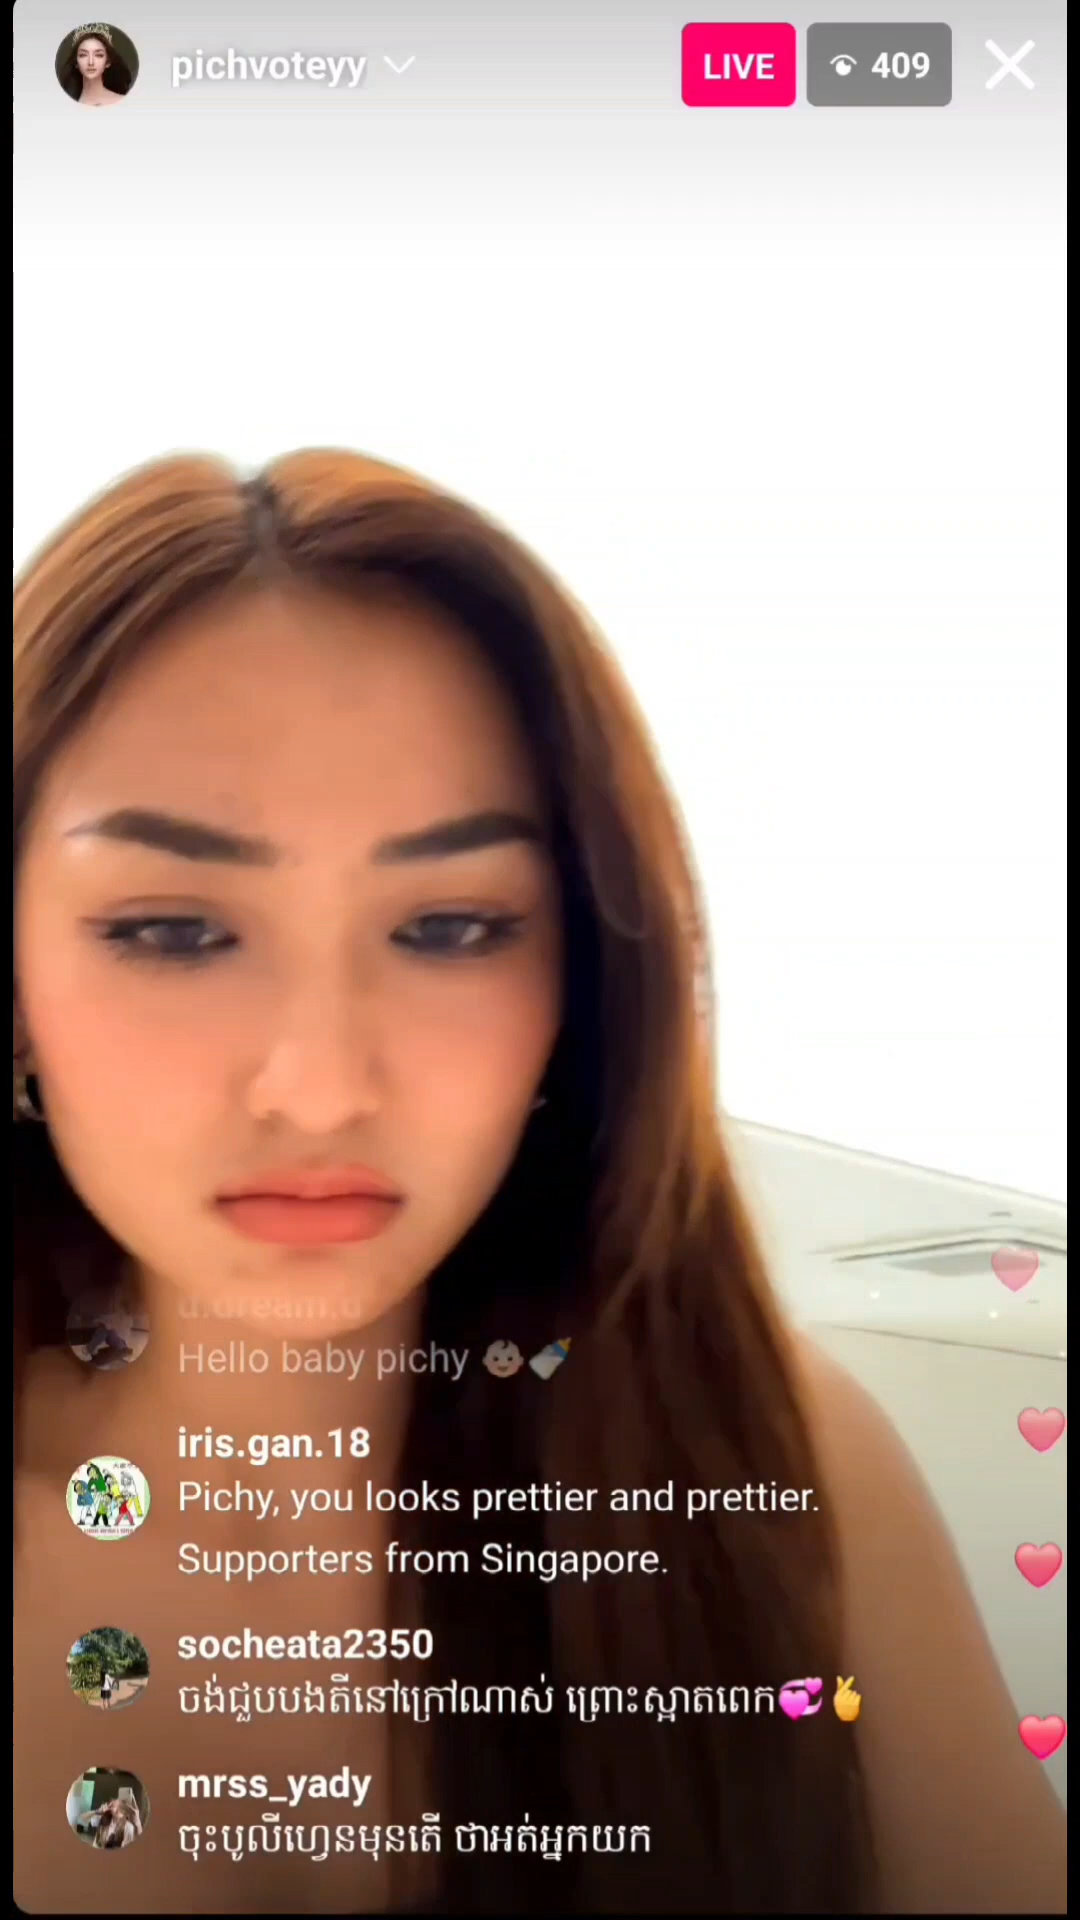 pichvoteyy
LIVE
409
u.dream.g
Hello baby pichy 👶🏻🍼
iris.gan.18
Pichy, you looks prettier and prettier.
Supporters from Singapore.
socheata2350
ចង់ជួបបងតីនៅក្រៅណាស់ ព្រោះស្អាតពេក💞🫰
mrss_yady
ចុះបូលីហ្វេនមុនតើ ថាអត់អ្នកយក